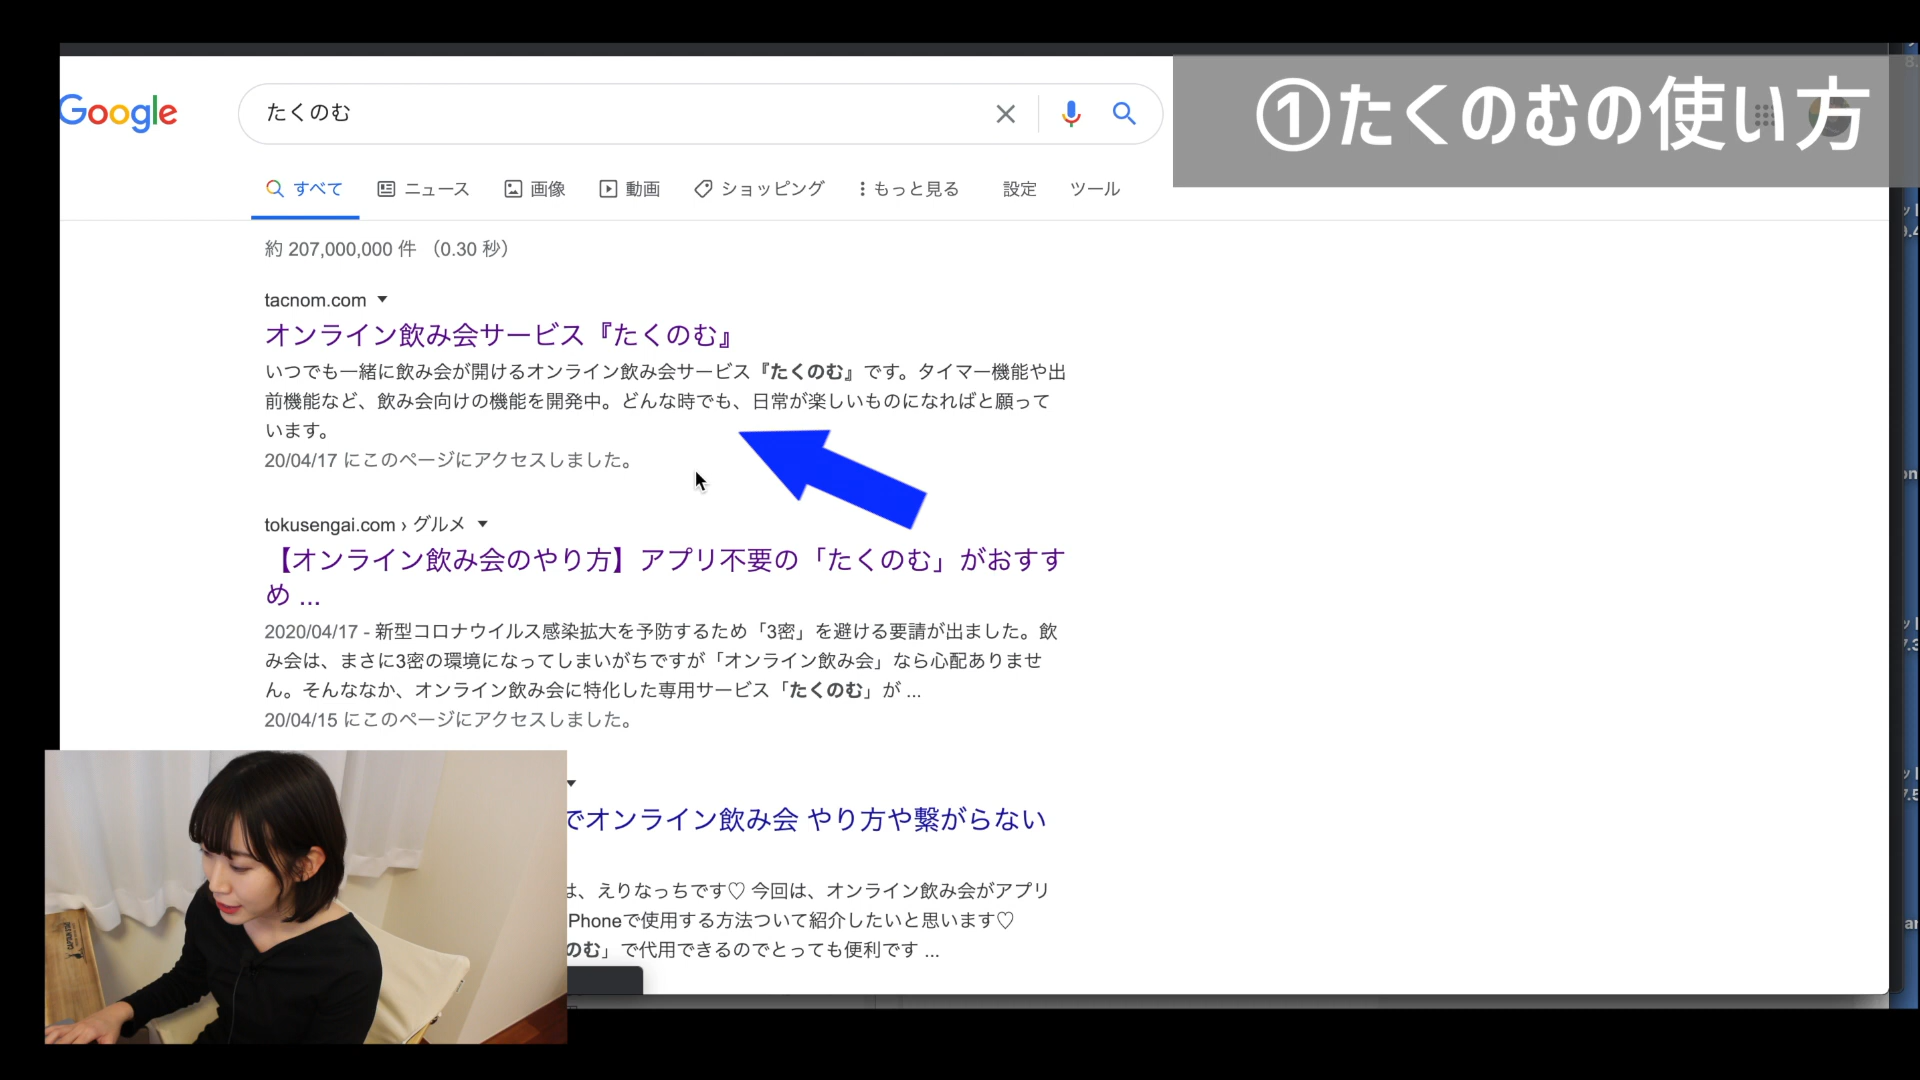 ①たくのむの使い方
Google
たくのむ
すべて ニュース 画像 動画 ショッピング もっと見る 設定 ツール
約 207,000,000 件 （0.30 秒）
tacnom.com
オンライン飲み会サービス『たくのむ』
いつでも一緒に飲み会が開けるオンライン飲み会サービス『たくのむ』です。タイマー機能や出
前機能など、飲み会向けの機能を開発中。どんな時でも、日常が楽しいものになればと願って
います。
20/04/17 にこのページにアクセスしました。
tokusengai.com › グルメ
【オンライン飲み会のやり方】アプリ不要の「たくのむ」がおすす
め ...
2020/04/17 - 新型コロナウイルス感染拡大を予防するため「3密」を避ける要請が出ました。飲
み会は、まさに3密の環境になってしまいがちですが「オンライン飲み会」なら心配ありませ
ん。そんななか、オンライン飲み会に特化した専用サービス「たくのむ」が ...
20/04/15 にこのページにアクセスしました。
でオンライン飲み会 やり方や繋がらない
は、えりなっちです♡ 今回は、オンライン飲み会がアプリ
Phoneで使用する方法ついて紹介したいと思います♡
のむ」で代用できるのでとっても便利です ...